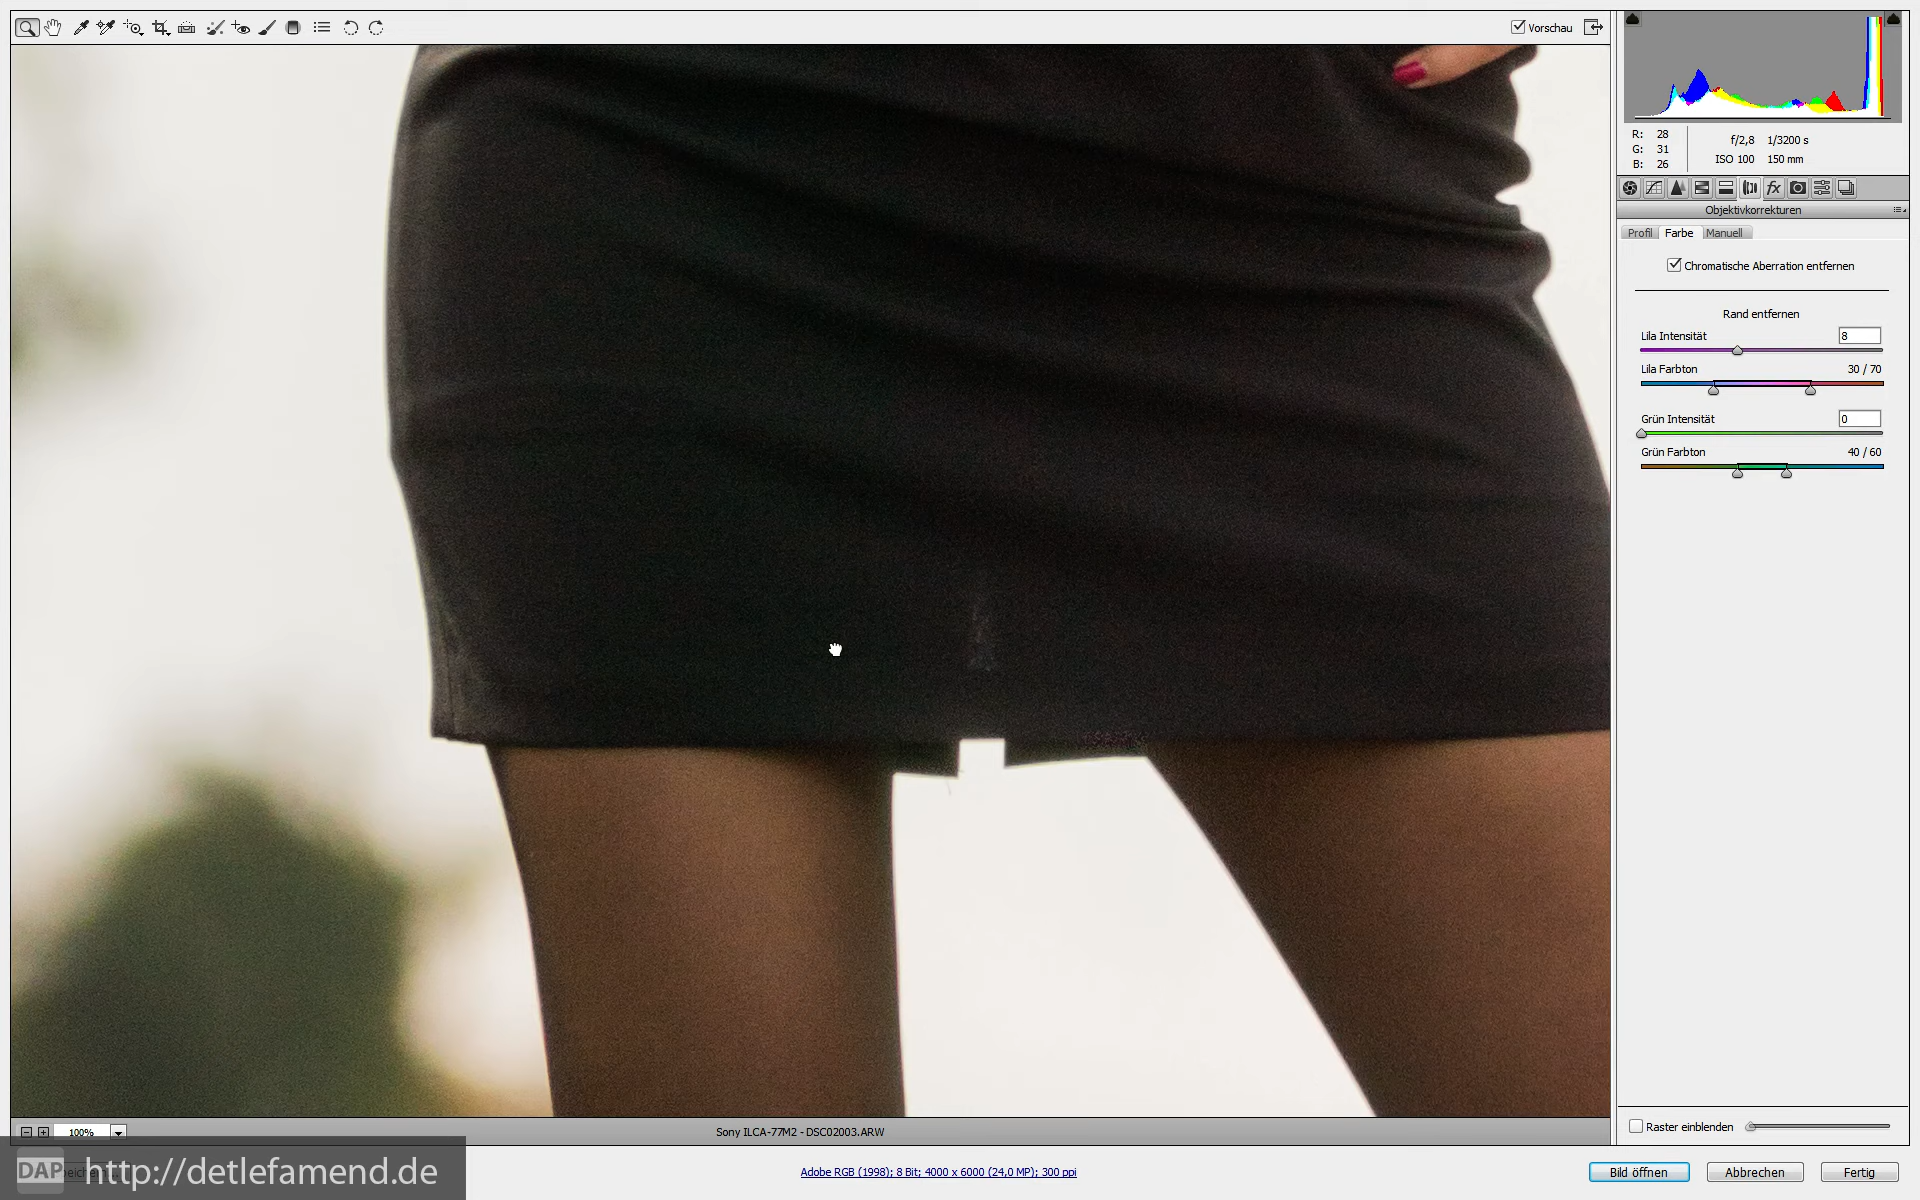 Vorschau
R: 28
G: 31
B: 26
f/2,8 1/3200 s
ISO 100 150 mm
fx
Objektivkorrekturen
Profil Farbe Manuell
Chromatische Aberration entfernen
Rand entfernen
Lila Intensität 8
Lila Farbton 30 / 70
Grün Intensität 0
Grün Farbton 40 / 60
Raster einblenden
100%
Sony ILCA-77M2 - DSC02003.ARW
DAP http://detlefamend.de
Adobe RGB (1998); 8 Bit; 4000 x 6000 (24,0 MP); 300 ppi
Bild öffnen Abbrechen Fertig